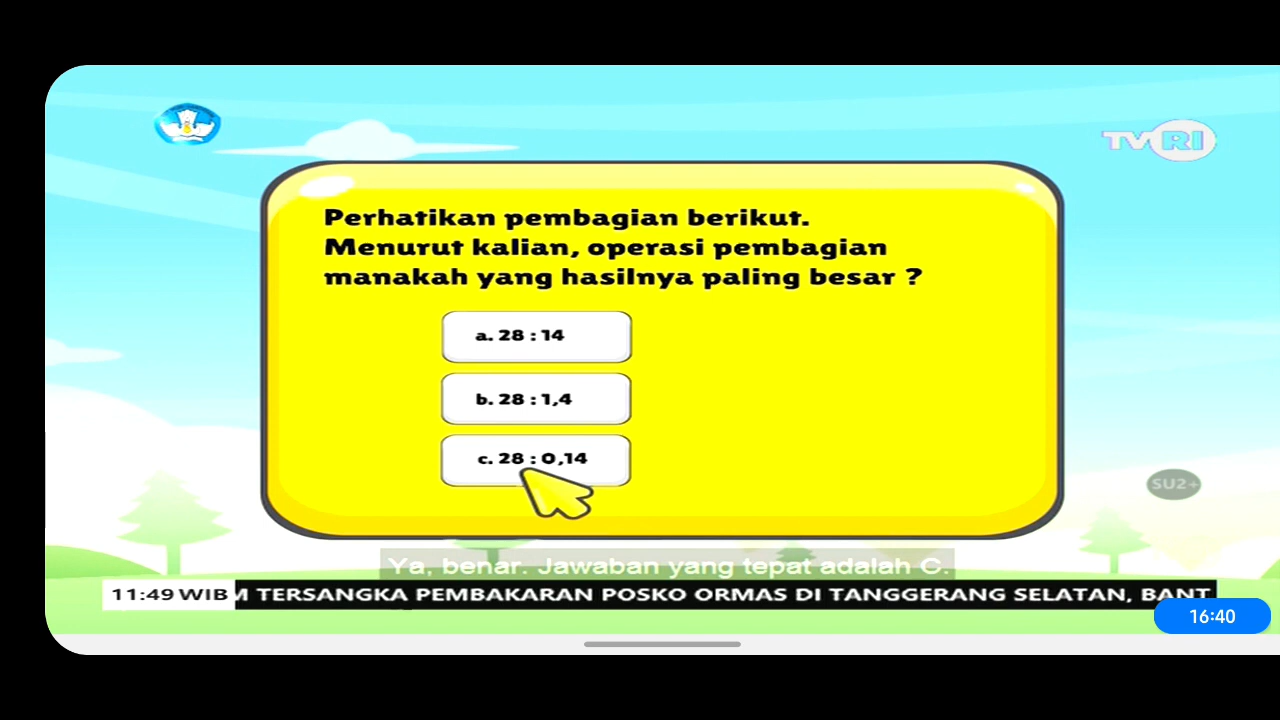 TVRI
Perhatikan pembagian berikut.
Menurut kalian, operasi pembagian
manakah yang hasilnya paling besar ?
a. 28 : 14
b. 28 : 1,4
c. 28 : 0,14
SU2+
Ya, benar. Jawaban yang tepat adalah C.
11:49 WIB M TERSANGKA PEMBAKARAN POSKO ORMAS DI TANGGERANG SELATAN, BANT
16:40